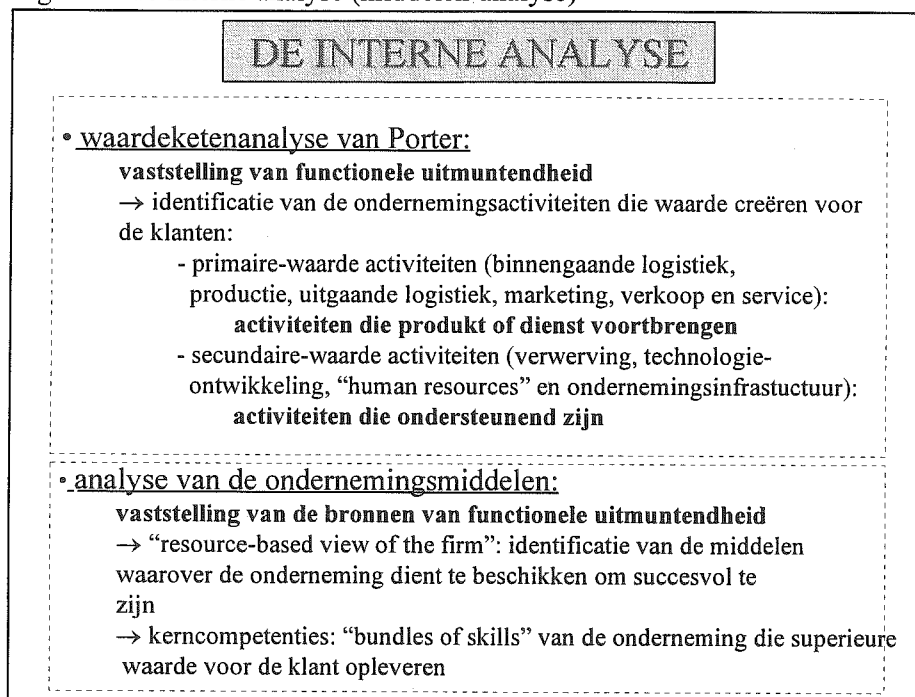 (middelen analyse)
DE INTERNE ANALYSE
• waardeketenanalyse van Porter:
vaststelling van functionele uitmuntendheid
→ identificatie van de ondernemingsactiviteiten die waarde creëren voor
de klanten:
- primaire-waarde activiteiten (binnengaande logistiek,
productie, uitgaande logistiek, marketing, verkoop en service):
activiteiten die produkt of dienst voortbrengen
- secundaire-waarde activiteiten (verwerving, technologie-
ontwikkeling, “human resources” en ondernemingsinfrastuctuur):
activiteiten die ondersteunend zijn
• analyse van de ondernemingsmiddelen:
vaststelling van de bronnen van functionele uitmuntendheid
→ “resource-based view of the firm”: identificatie van de middelen
waarover de onderneming dient te beschikken om succesvol te
zijn
→ kerncompetenties: “bundles of skills” van de onderneming die superieure
waarde voor de klant opleveren